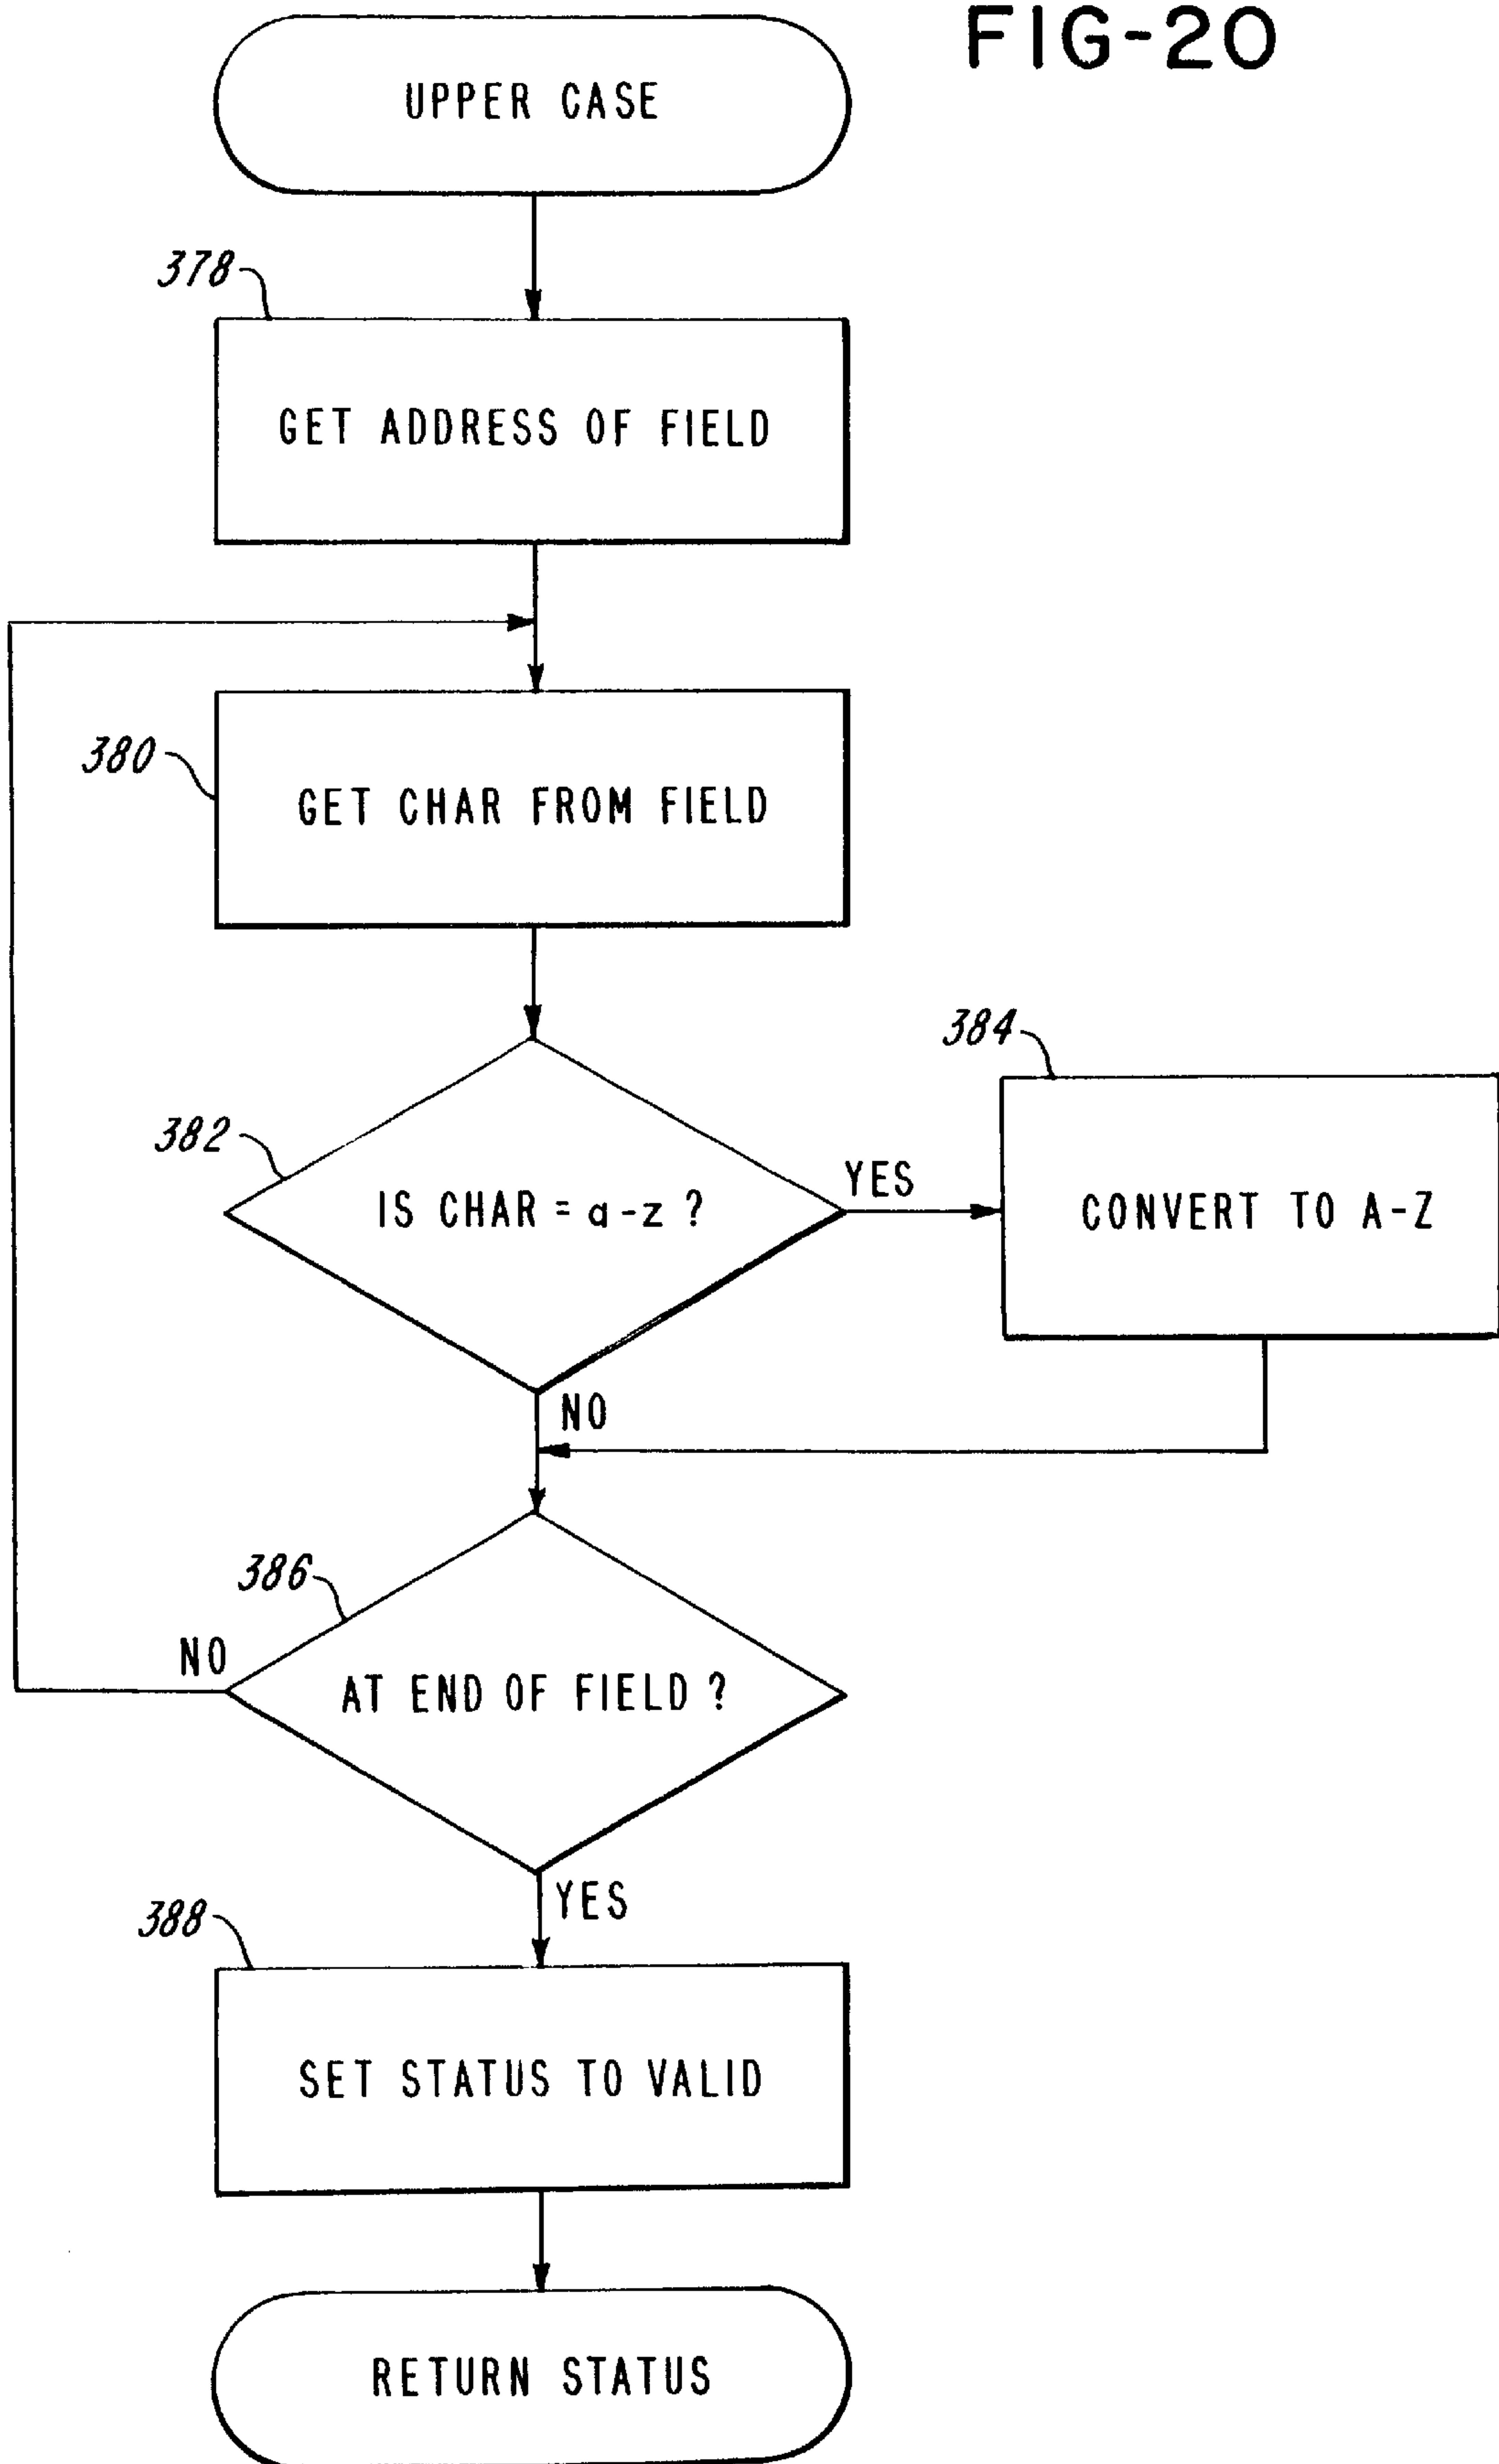 FIG-20
UPPER CASE
378
GET ADDRESS OF FIELD
380
GET CHAR FROM FIELD
382
IS CHAR = a-z ?
YES
384
CONVERT TO A-Z
NO
386
AT END OF FIELD ?
NO
YES
388
SET STATUS TO VALID
RETURN STATUS